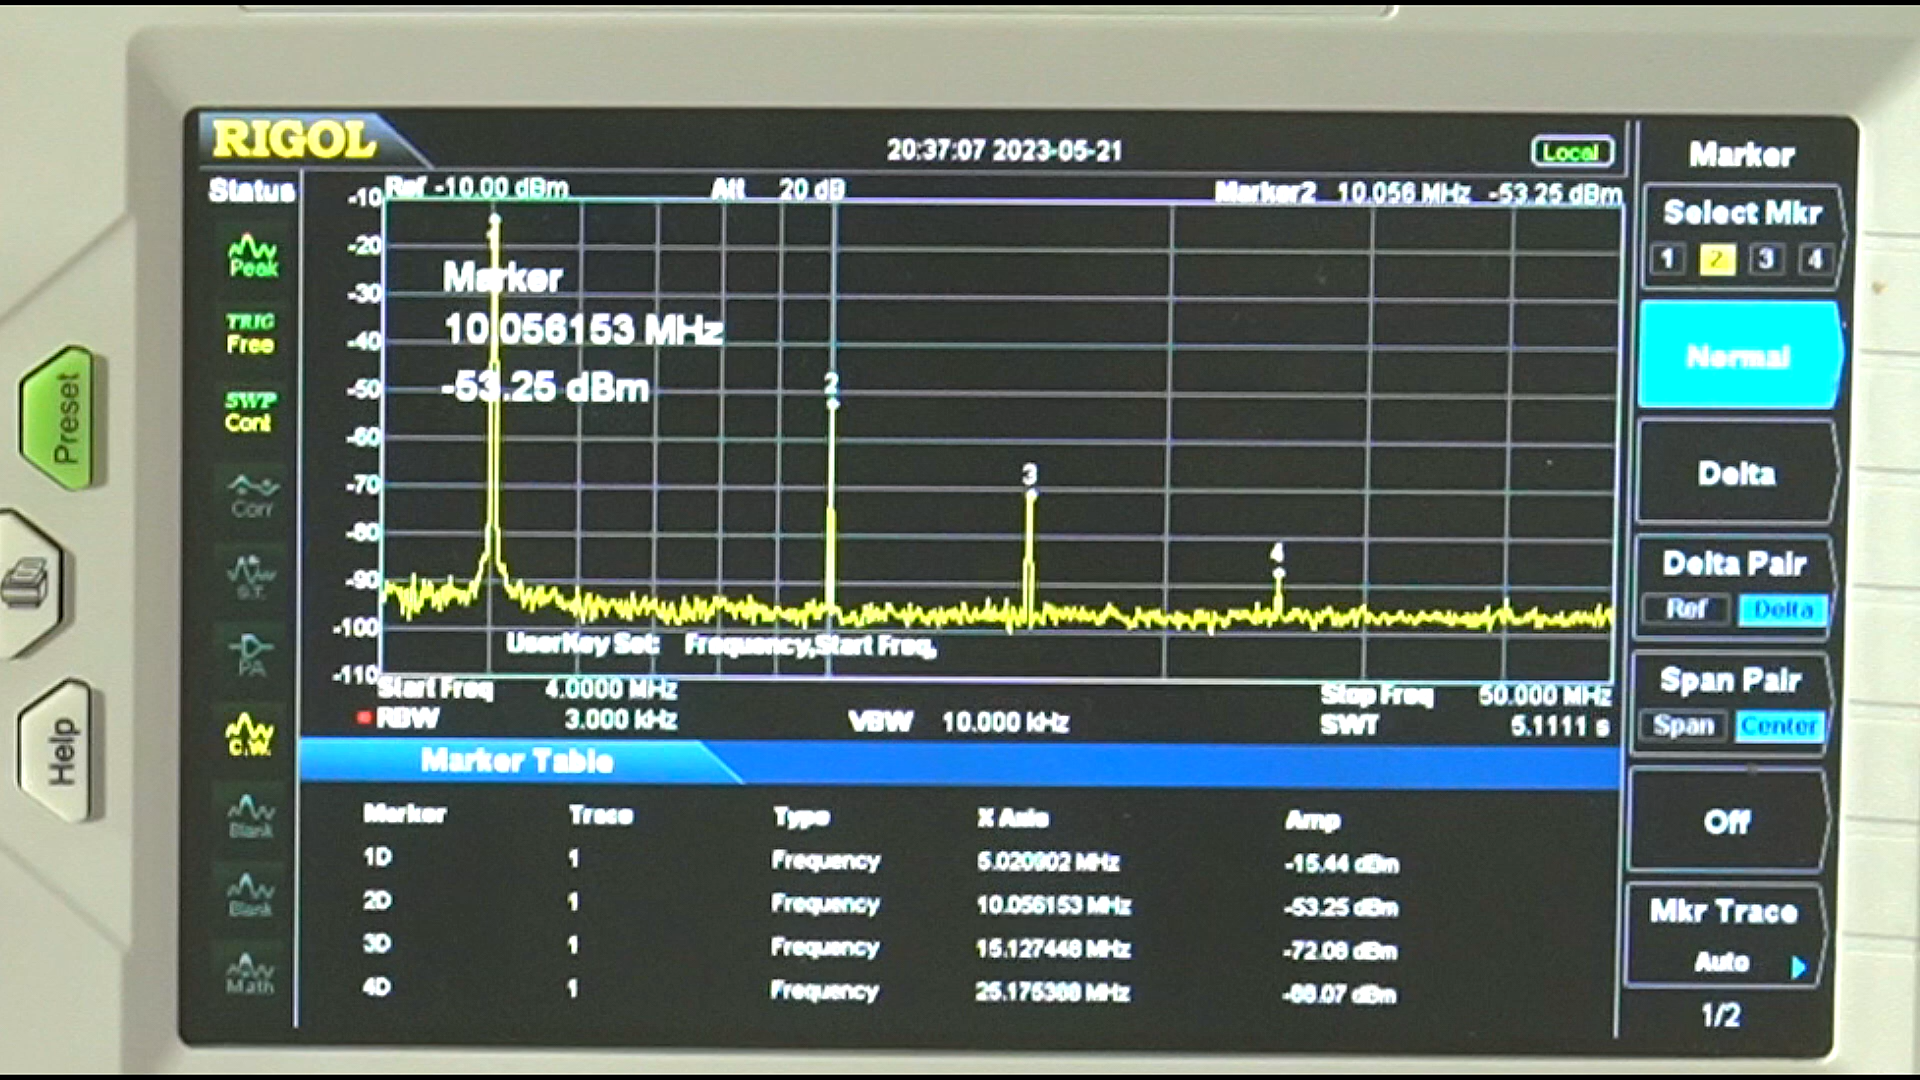 RIGOL
20:37:07 2023-05-21
Local
Status
Ref -10.00 dBm Att 20 dB Marker2 10.056 MHz -53.25 dBm
Peak
TRIG
Free
SWP
Cont
Corr
S.T.
PA
C.W.
Blank
Blank
Math
-10
-20
-30
-40
-50
-60
-70
-80
-90
-100
-110
Marker
10.056153 MHz
-53.25 dBm
2
3
4
UserKey Set: Frequency,Start Freq,
Start Freq 4.0000 MHz Stop Freq 50.000 MHz
RBW 3.000 kHz VBW 10.000 kHz SWT 5.1111 s
Marker Table
Marker Trace Type X Axis Amp
1D 1 Frequency 5.020902 MHz -15.44 dBm
2D 1 Frequency 10.056153 MHz -53.25 dBm
3D 1 Frequency 15.127446 MHz -72.08 dBm
4D 1 Frequency MHz dBm
Marker
Select Mkr
1 2 3 4
Normal
Delta
Delta Pair
Ref Delta
Span Pair
Span Center
Off
Mkr Trace
Auto
1/2
Preset
Help